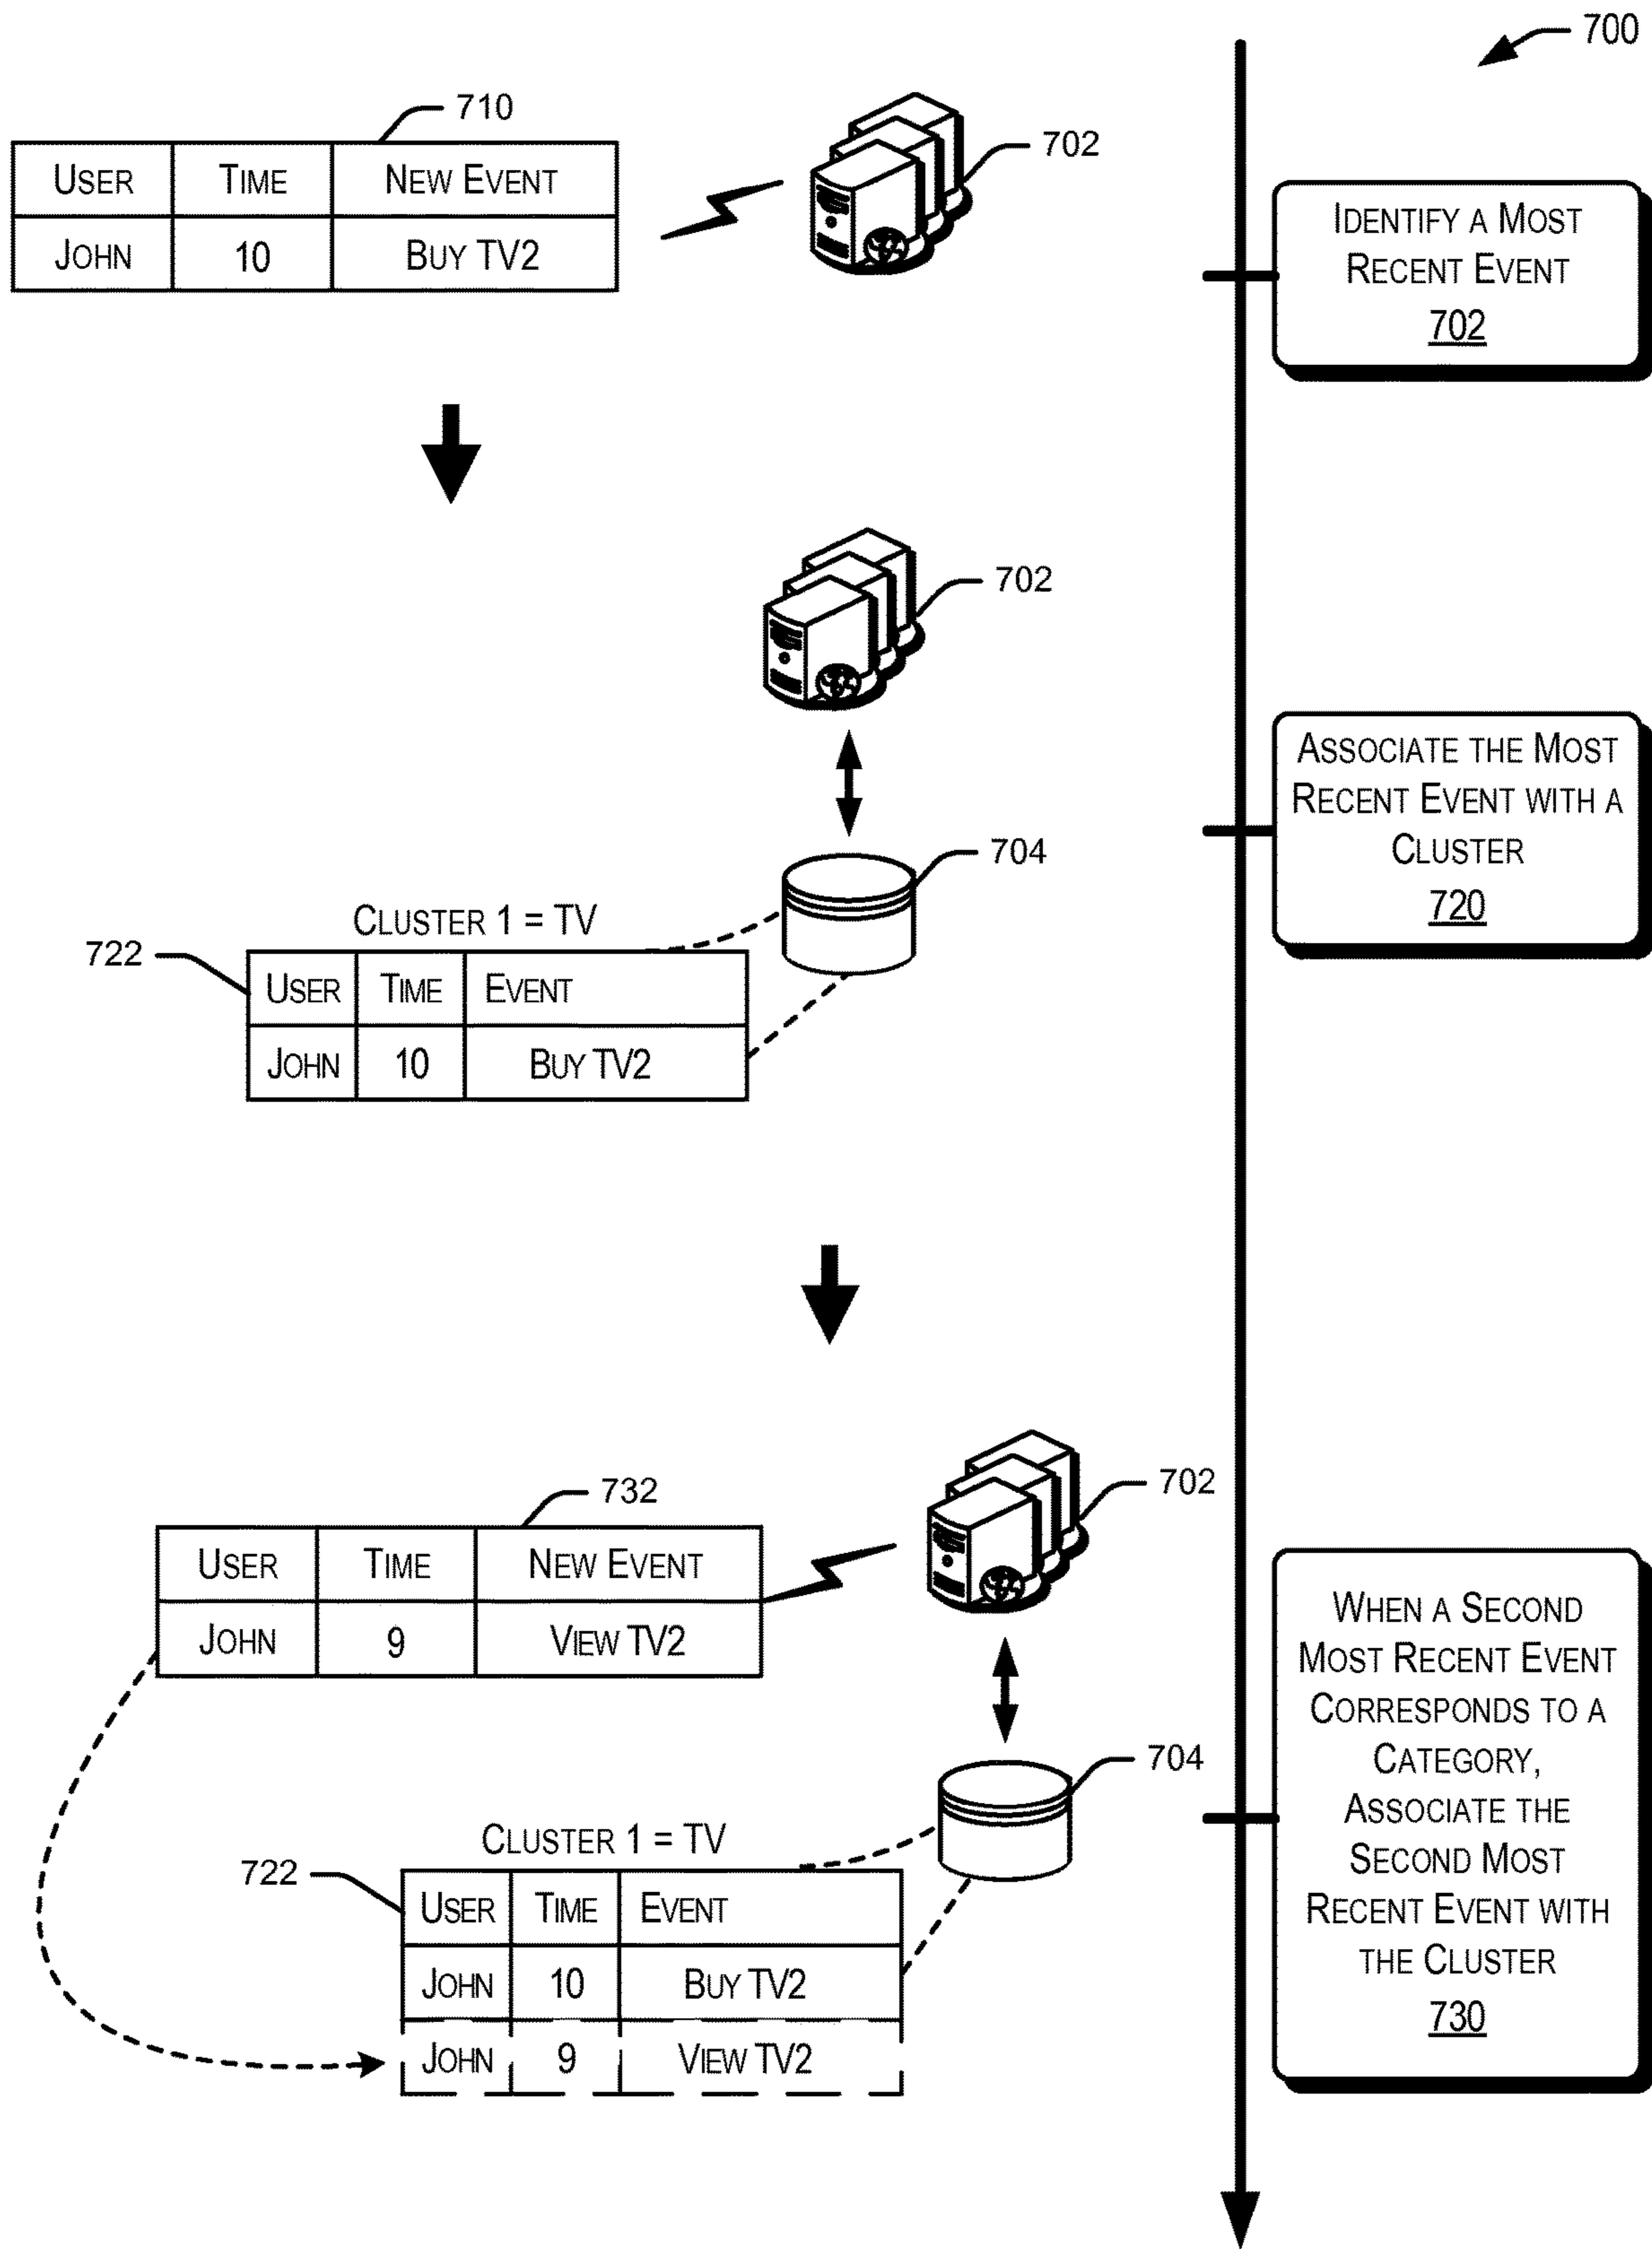 700
710
USER TIME NEW EVENT
JOHN 10 BUY TV2
702
IDENTIFY A MOST
RECENT EVENT
702
702
704
CLUSTER 1 = TV
722
USER TIME EVENT
JOHN 10 BUY TV2
ASSOCIATE THE MOST
RECENT EVENT WITH A
CLUSTER
720
732
USER TIME NEW EVENT
JOHN 9 VIEW TV2
702
704
CLUSTER 1 = TV
722
USER TIME EVENT
JOHN 10 BUY TV2
JOHN 9 VIEW TV2
WHEN A SECOND
MOST RECENT EVENT
CORRESPONDS TO A
CATEGORY,
ASSOCIATE THE
SECOND MOST
RECENT EVENT WITH
THE CLUSTER
730